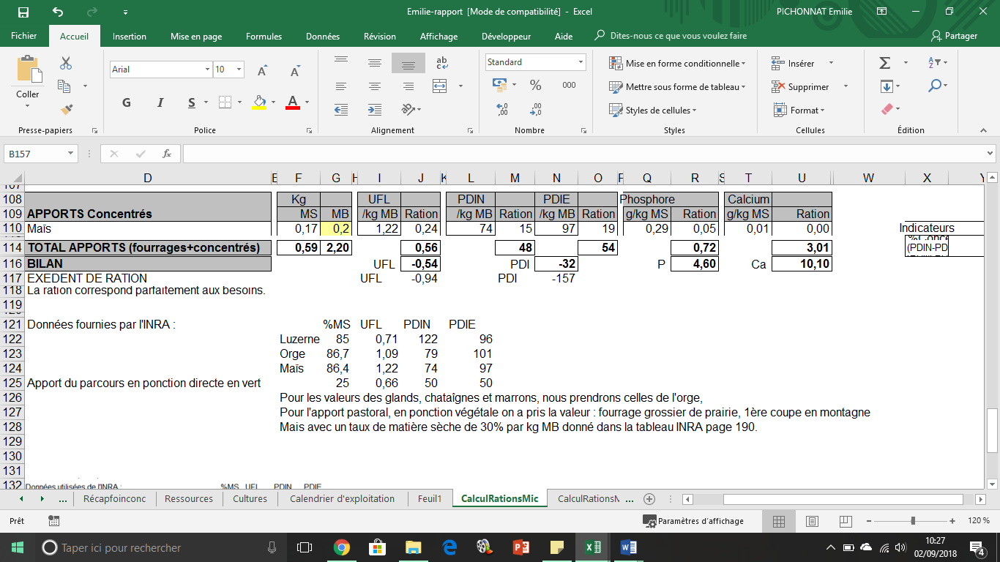 Emilie-rapport [Mode de compatibilité] - Excel PICHONNAT Emilie
Fichier Accueil Insertion Mise en page Formules Données Révision Affichage Développeur Aide Dites-nous ce que vous voulez faire Partager
Coller
Arial 10
G I S A
ab
Standard
% 000
Mise en forme conditionnelle
Mettre sous forme de tableau
Styles de cellules
Insérer
Supprimer
Format
Presse-papiers Police Alignement Nombre Styles Cellules Édition
B157 fx
D E F G H I J K L M N O P Q R S T U W X Y
107
108 Kg UFL PDIN PDIE Phosphore Calcium
109 APPORTS Concentrés MS MB /kg MB Ration /kg MB Ration /kg MB Ration g/kg MS Ration g/kg MS Ration
110 Maïs 0,17 0,2 1,22 0,24 74 15 97 19 0,29 0,05 0,01 0,00 Indicateurs
114 TOTAL APPORTS (fourrages+concentrés) 0,59 2,20 0,56 48 54 0,72 3,01 (PDIN-PD
116 BILAN UFL -0,54 PDI -32 P 4,60 Ca 10,10
117 EXEDENT DE RATION UFL -0,94 PDI -157
118 La ration correspond parfaitement aux besoins.
119
121 Données fournies par l'INRA : %MS UFL PDIN PDIE
122 Luzerne 85 0,71 122 96
123 Orge 86,7 1,09 79 101
124 Maïs 86,4 1,22 74 97
125 Apport du parcours en ponction directe en vert 25 0,66 50 50
126 Pour les valeurs des glands, chataîgnes et marrons, nous prendrons celles de l'orge,
127 Pour l'apport pastoral, en ponction végétale on a pris la valeur : fourrage grossier de prairie, 1ère coupe en montagne
128 Mais avec un taux de matière sèche de 30% par kg MB donné dans la tableau INRA page 190.
129
130
131
132 Données utilisées de l'INRA : %MS UFL PDIN PDIE
... Récapfoinconc Ressources Cultures Calendrier d'exploitation Feuil1 CalculRationsMic CalculRationsM ...
Prêt Paramètres d'affichage 120 %
Taper ici pour rechercher 10:27
02/09/2018 4